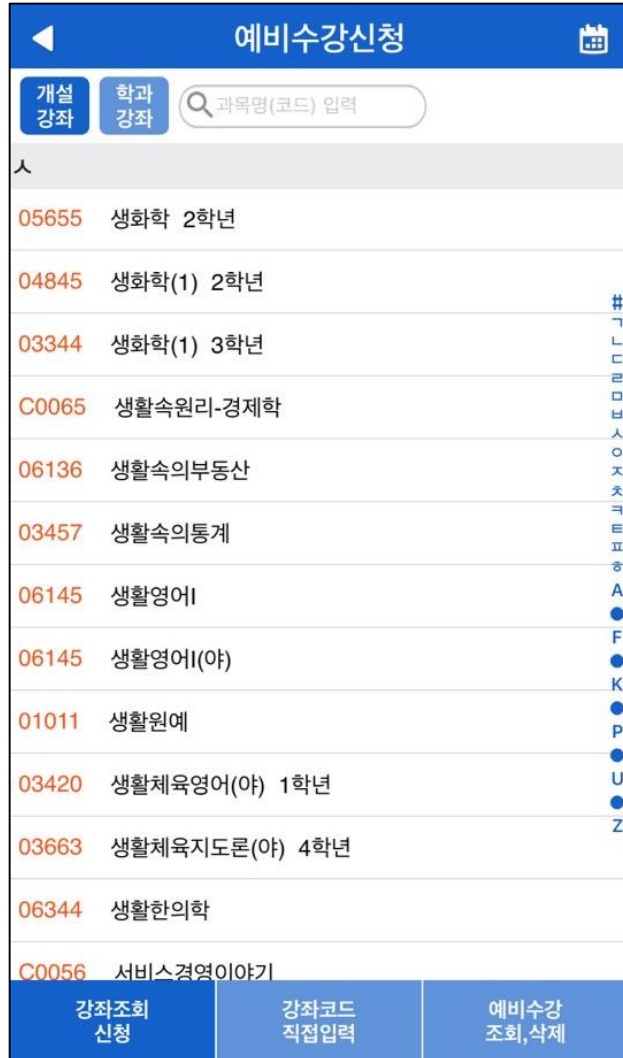 예비수강신청
개설
강좌
학과
강좌
과목명(코드) 입력
ㅅ
05655 생화학 2학년
04845 생화학(1) 2학년
03344 생화학(1) 3학년
C0065 생활속원리-경제학
06136 생활속의부동산
03457 생활속의통계
06145 생활영어I
06145 생활영어I(야)
01011 생활원예
03420 생활체육영어(야) 1학년
03663 생활체육지도론(야) 4학년
06344 생활한의학
C0056 서비스경영이야기
#
ㄱ
ㄴ
ㄷ
ㄹ
ㅁ
ㅂ
ㅅ
ㅇ
ㅈ
ㅊ
ㅋ
ㅌ
ㅍ
ㅎ
A
●
F
●
K
●
P
●
U
●
Z
강좌조회
신청
강좌코드
직접입력
예비수강
조회,삭제